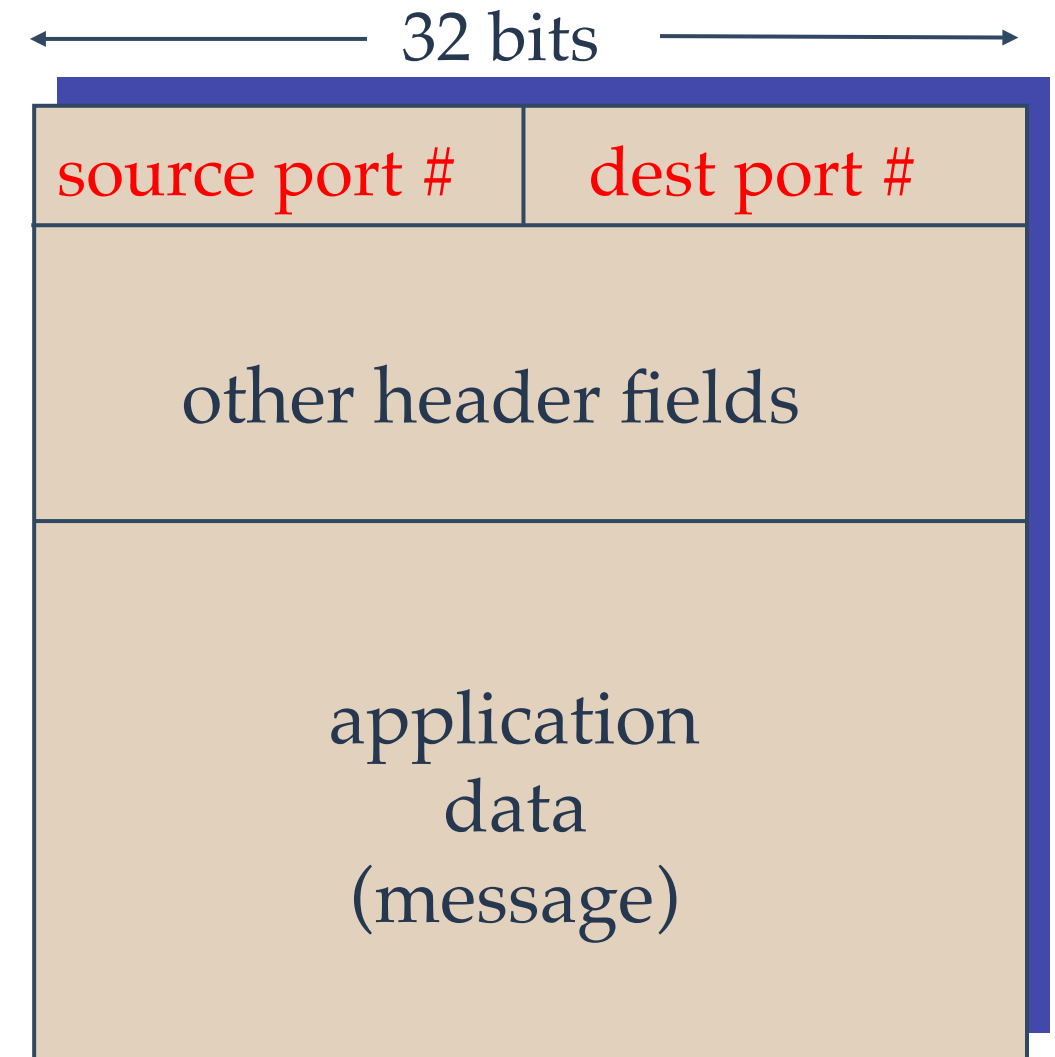 32 bits
source port # dest port #
other header fields
application
data
(message)